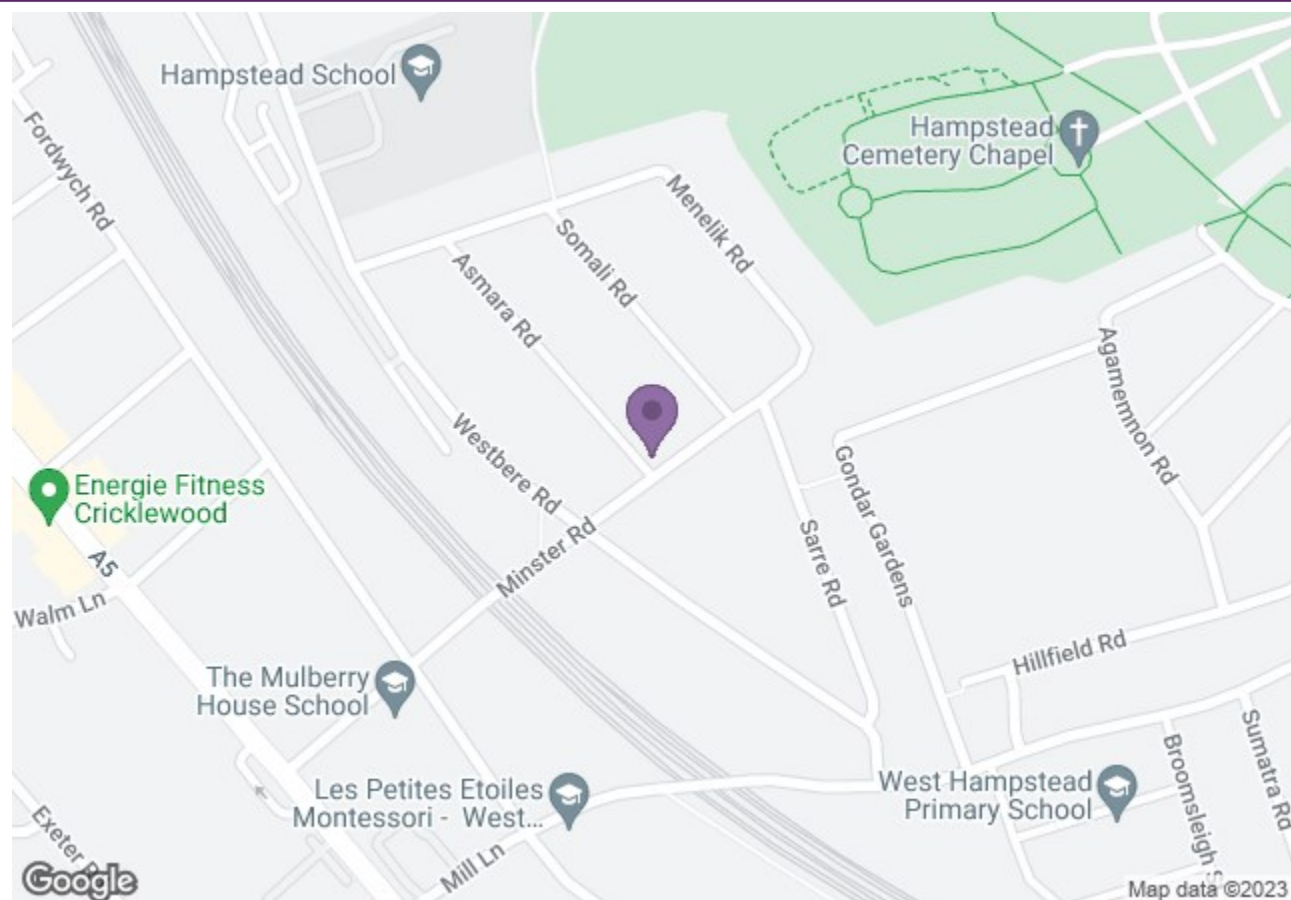 Hampstead School
Fordwych Rd
Hampstead
Cemetery Chapel
Menelik Rd
Somali Rd
Asmara Rd
Agamemnon Rd
Westbere Rd
Gondar Gardens
Energie Fitness
Cricklewood
A5
Minster Rd
Sarre Rd
Walm Ln
Hillfield Rd
The Mulberry
House School
Sumatra Rd
Broomsleigh S
Les Petites Etoiles
Montessori - West...
West Hampstead
Primary School
Exeter R
Mill Ln
Google
Map data ©2023